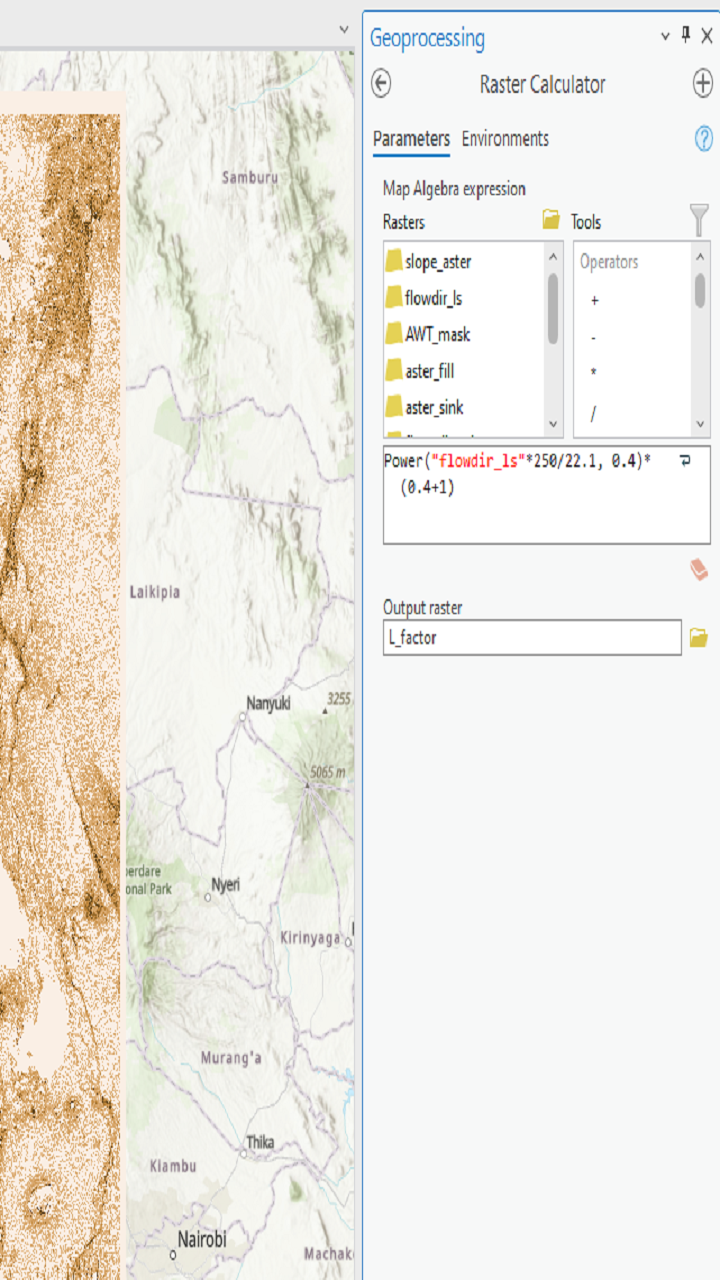 Geoprocessing
Raster Calculator
Parameters Environments
Map Algebra expression
Rasters
Tools
slope_aster
flowdir_ls
AWT_mask
aster_fill
aster_sink
Operators
+
-
*
/
Power("flowdir_ls"*250/22.1, 0.4)*
(0.4+1)
Output raster
L_factor
Samburu
Laikipia
Nanyuki
3255
5065 m
erdare
onal Park
Nyeri
Kirinyaga
Murang'a
Thika
Kiambu
Nairobi
Machak